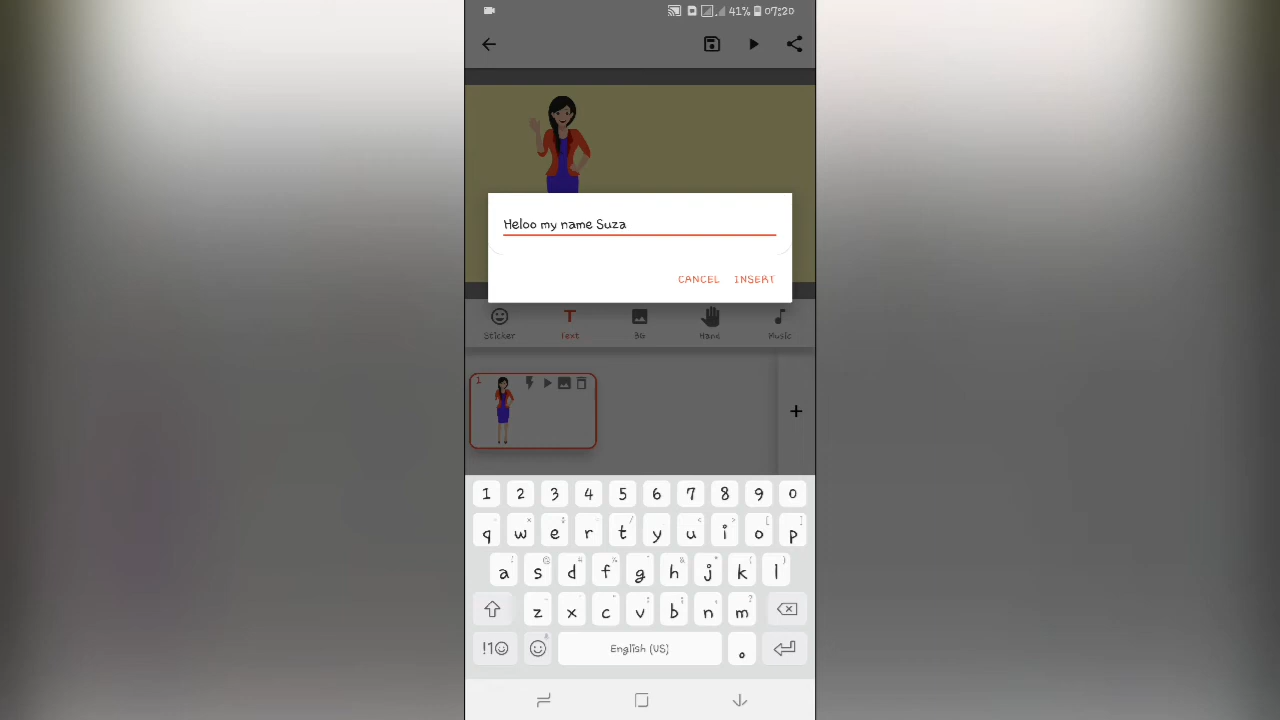 41% 07:20
Heloo my name Suza
CANCEL INSERT
Sticker Text BG Hand Music
1
1 2 3 4 5 6 7 8 9 0
q w e r t y u i o p
a s d f g h j k l
z x c v b n m
!1☺ English (US) .